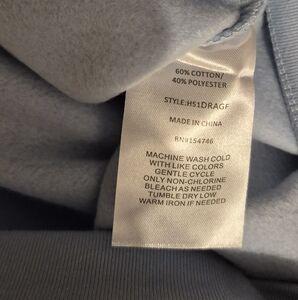 60% COTTON/
40% POLYESTER
STYLE:HS1DRAGF
MADE IN CHINA
RN#154746
MACHINE WASH COLD
WITH LIKE COLORS
GENTLE CYCLE
ONLY NON-CHLORINE
BLEACH AS NEEDED
TUMBLE DRY LOW
WARM IRON IF NEEDED